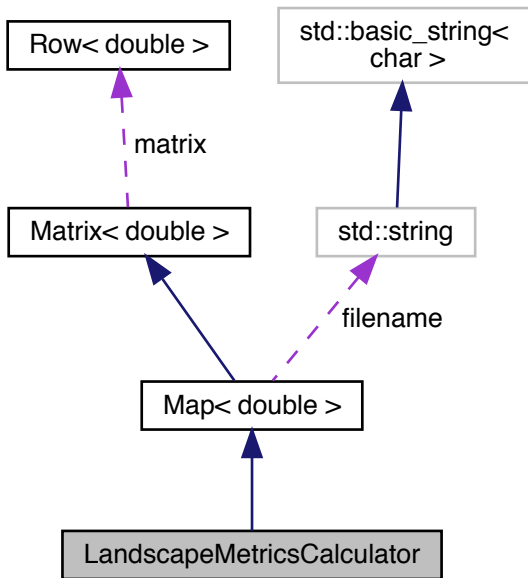 Row< double >
std::basic_string<
char >
matrix
Matrix< double >
std::string
filename
Map< double >
LandscapeMetricsCalculator